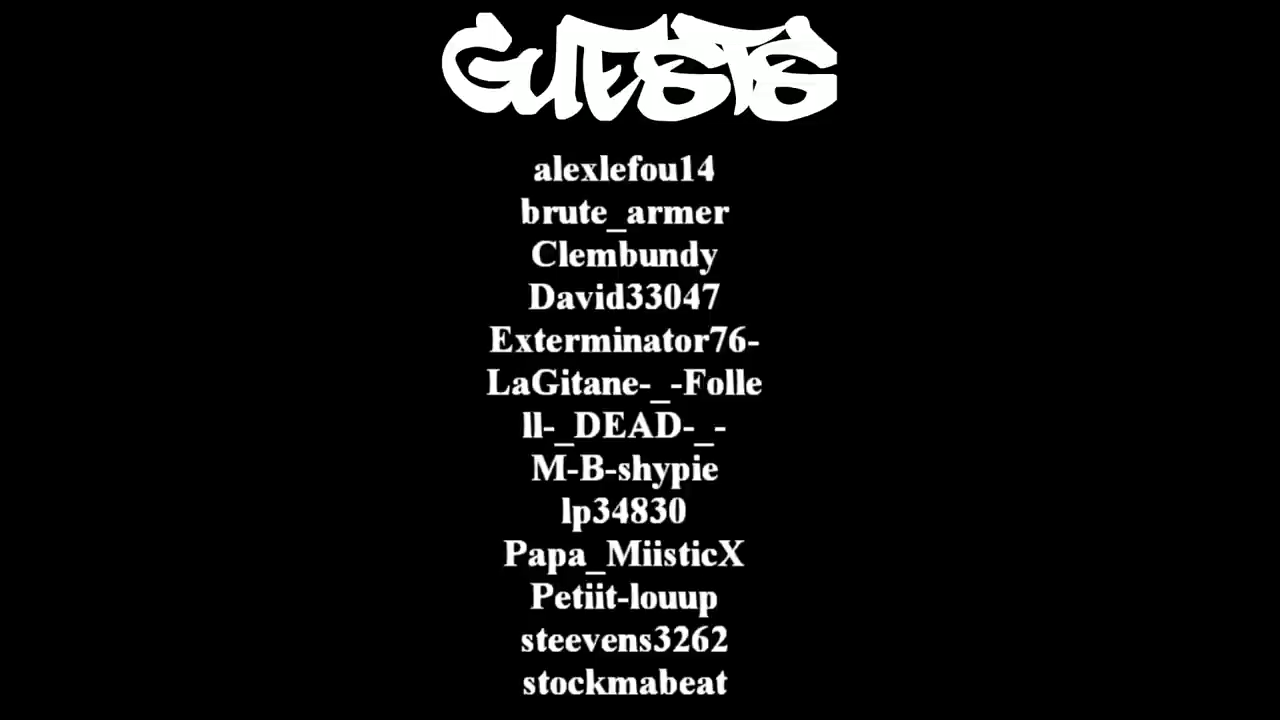 GUESTS
alexlefou14
brute_armer
Clembundy
David33047
Exterminator76-
LaGitane-_-Folle
ll-_DEAD-_-
M-B-shypie
lp34830
Papa_MiisticX
Petiit-louup
steevens3262
stockmabeat